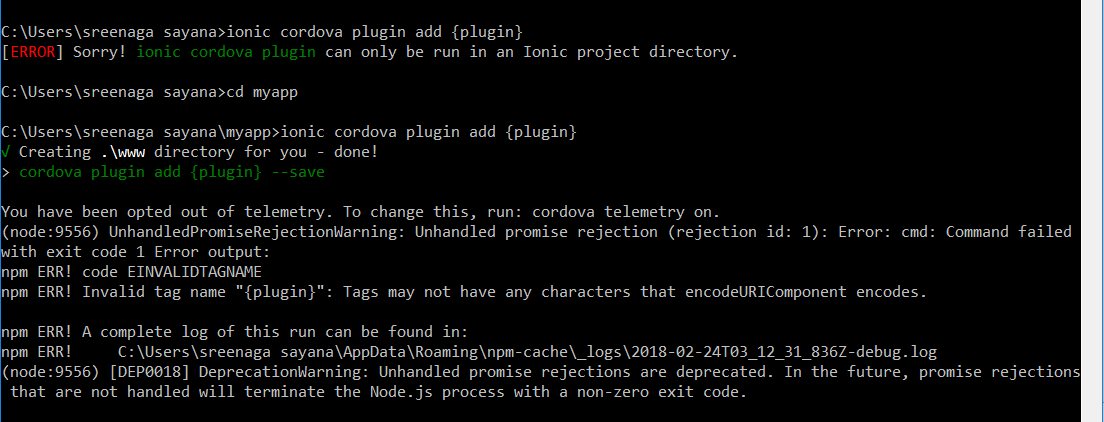 C:\Users\sreenaga sayana>ionic cordova plugin add {plugin}
[ERROR] Sorry! ionic cordova plugin can only be run in an Ionic project directory.
C:\Users\sreenaga sayana>cd myapp
C:\Users\sreenaga sayana\myapp>ionic cordova plugin add {plugin}
√ Creating .\www directory for you - done!
> cordova plugin add {plugin} --save
You have been opted out of telemetry. To change this, run: cordova telemetry on.
(node:9556) UnhandledPromiseRejectionWarning: Unhandled promise rejection (rejection id: 1): Error: cmd: Command failed
with exit code 1 Error output:
npm ERR! code EINVALIDTAGNAME
npm ERR! Invalid tag name "{plugin}": Tags may not have any characters that encodeURIComponent encodes.
npm ERR! A complete log of this run can be found in:
npm ERR!     C:\Users\sreenaga sayana\AppData\Roaming\npm-cache\_logs\2018-02-24T03_12_31_836Z-debug.log
(node:9556) [DEP0018] DeprecationWarning: Unhandled promise rejections are deprecated. In the future, promise rejections
that are not handled will terminate the Node.js process with a non-zero exit code.